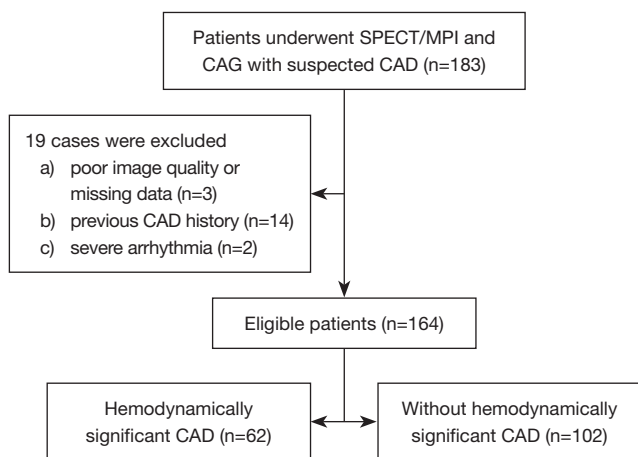 Patients underwent SPECT/MPI and
CAG with suspected CAD (n=183)
19 cases were excluded
a) poor image quality or
missing data (n=3)
b) previous CAD history (n=14)
c) severe arrhythmia (n=2)
Eligible patients (n=164)
Hemodynamically
significant CAD (n=62)
Without hemodynamically
significant CAD (n=102)